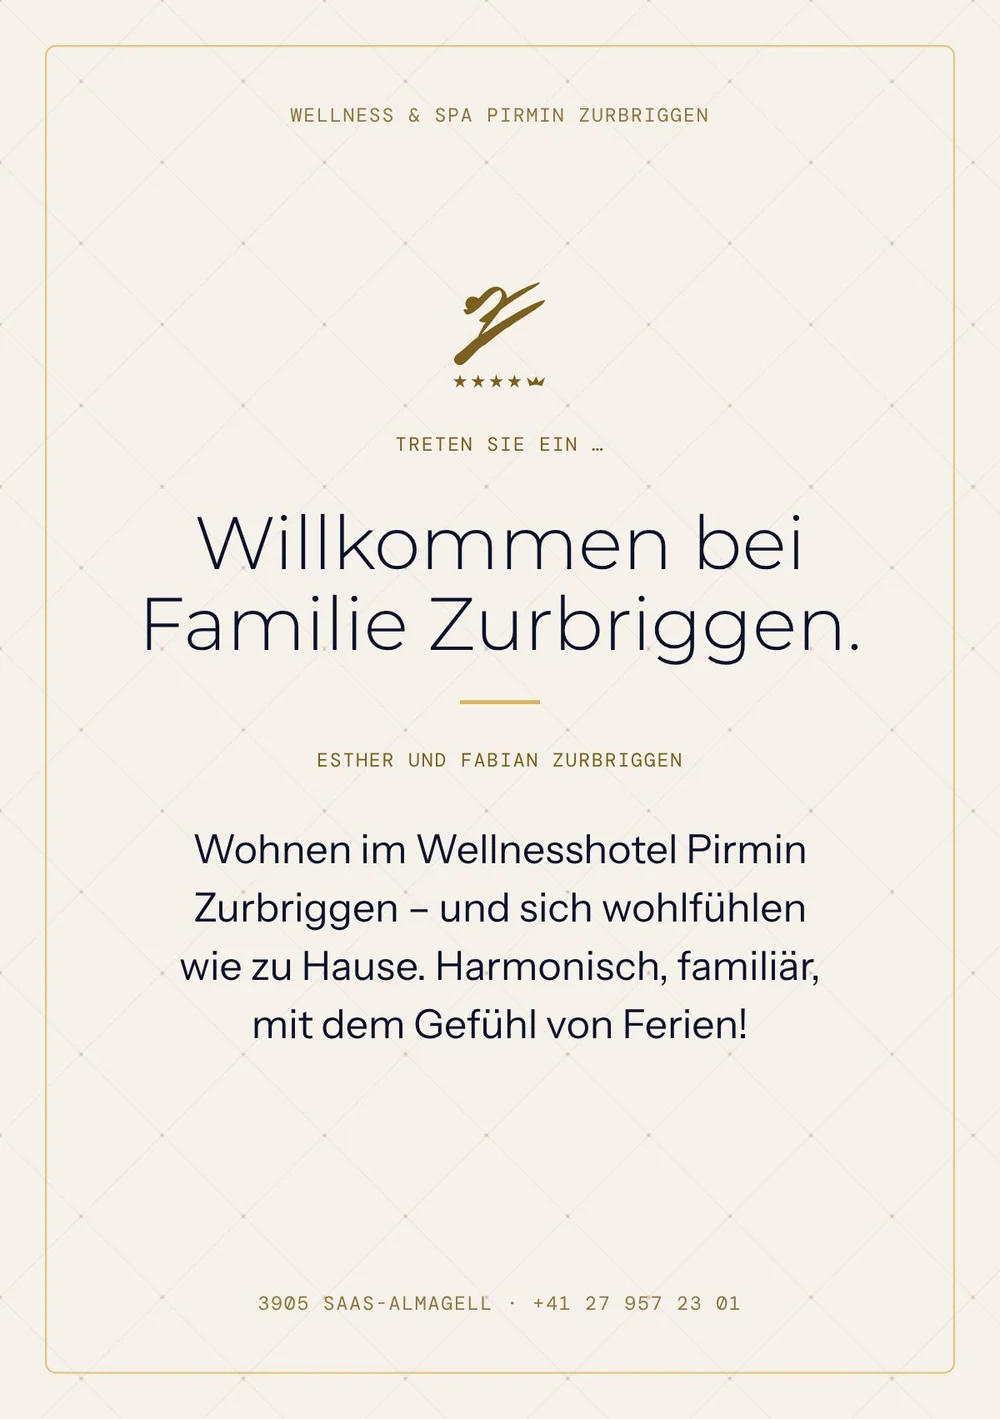 WELLNESS & SPA PIRMIN ZURBRIGGEN
TRETEN SIE EIN …
Willkommen bei
Familie Zurbriggen.
ESTHER UND FABIAN ZURBRIGGEN
Wohnen im Wellnesshotel Pirmin
Zurbriggen – und sich wohlfühlen
wie zu Hause. Harmonisch, familiär,
mit dem Gefühl von Ferien!
3905 SAAS-ALMAGELL · +41 27 957 23 01